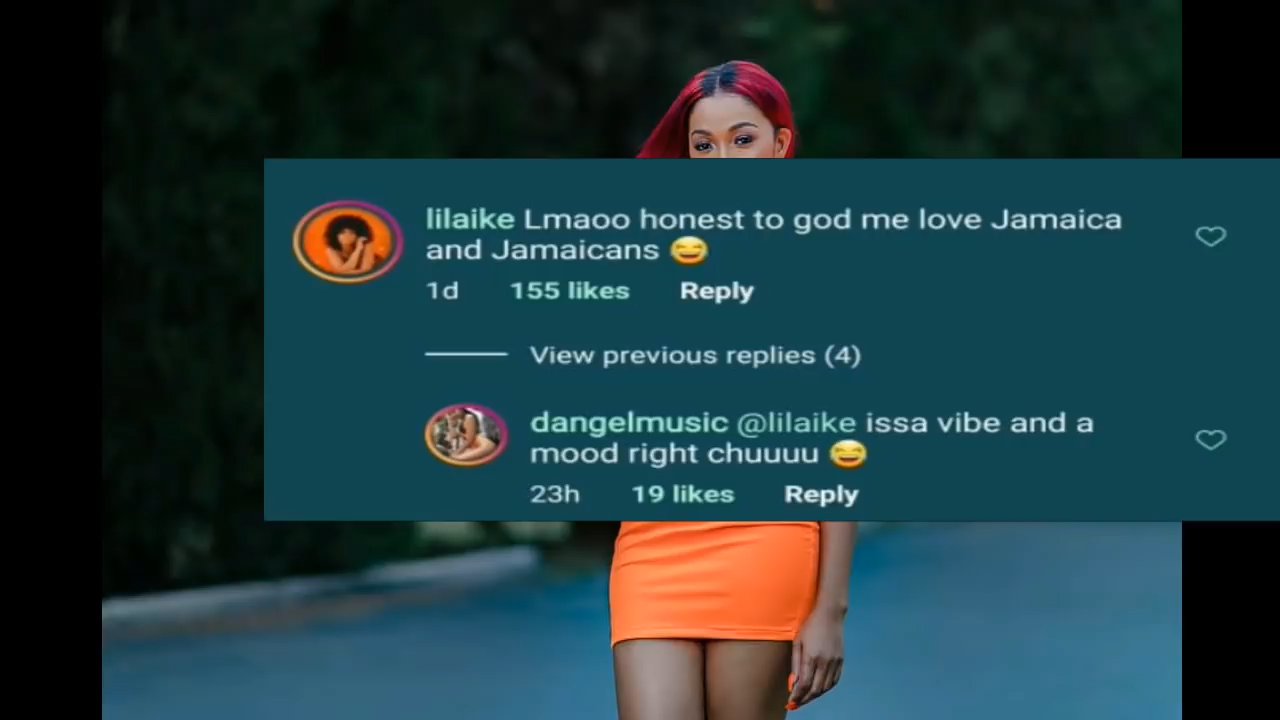 lilaike Lmaoo honest to god me love Jamaica
and Jamaicans 😂
1d 155 likes Reply
View previous replies (4)
dangelmusic @lilaike issa vibe and a
mood right chuuuu 😂
23h 19 likes Reply